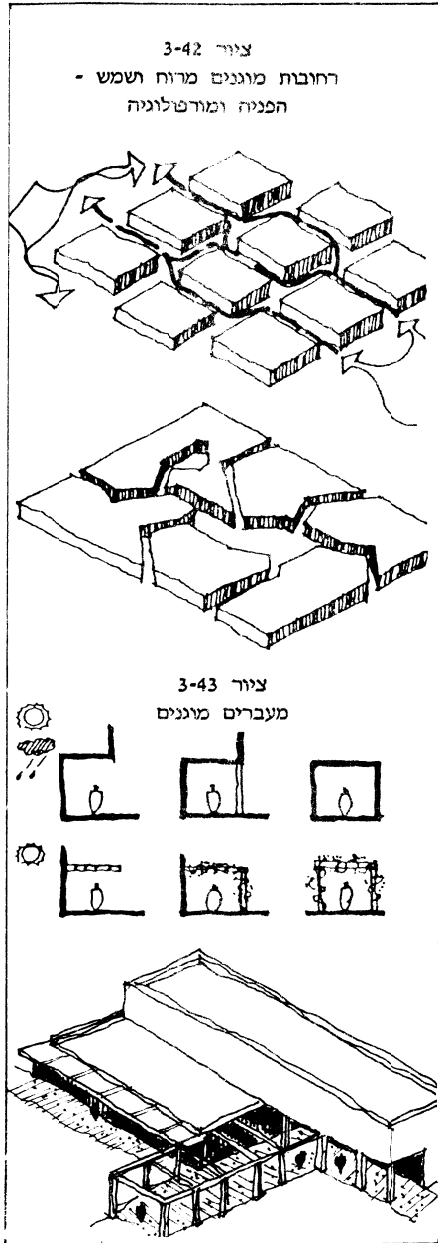 ציור 3-42
רחובות מוגנים מרוח ושמש -
הפניה ומורפולוגיה
ציור 3-43
מעברים מוגנים